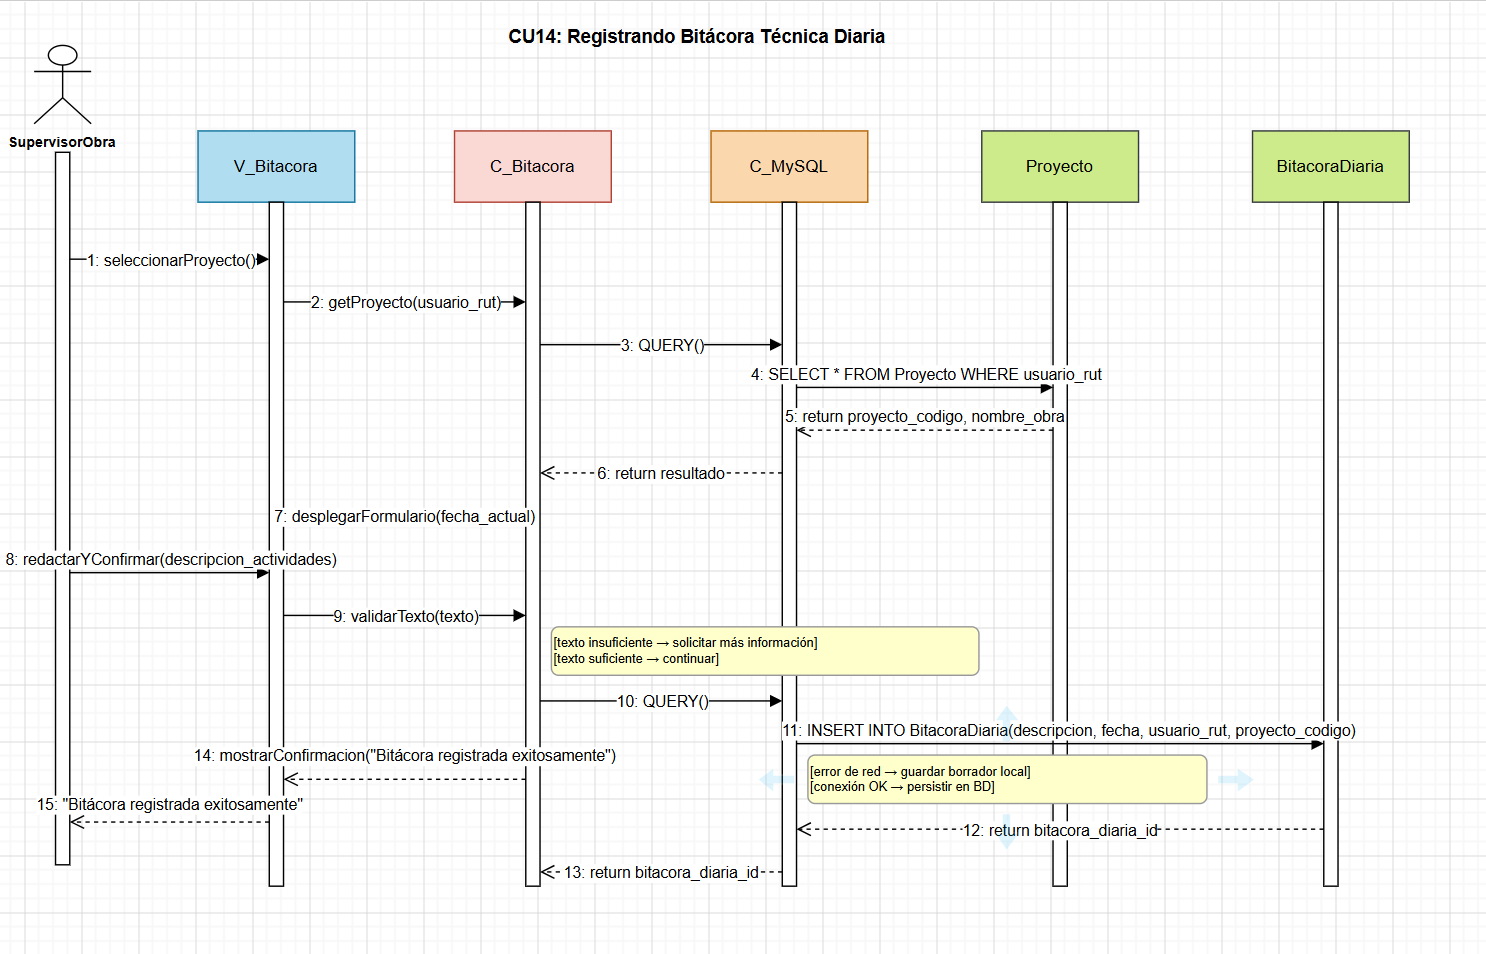 CU14: Registrando Bitácora Técnica Diaria
SupervisorObra
V_Bitacora
C_Bitacora
C_MySQL
Proyecto
BitacoraDiaria
1: seleccionarProyecto()
2: getProyecto(usuario_rut)
3: QUERY()
4: SELECT * FROM Proyecto WHERE usuario_rut
5: return proyecto_codigo, nombre_obra
6: return resultado
7: desplegarFormulario(fecha_actual)
8: redactarYConfirmar(descripcion_actividades)
9: validarTexto(texto)
[texto insuficiente → solicitar más información]
[texto suficiente → continuar]
10: QUERY()
11: INSERT INTO BitacoraDiaria(descripcion, fecha, usuario_rut, proyecto_codigo)
14: mostrarConfirmacion("Bitácora registrada exitosamente")
[error de red → guardar borrador local]
[conexión OK → persistir en BD]
15: "Bitácora registrada exitosamente"
12: return bitacora_diaria_id
13: return bitacora_diaria_id